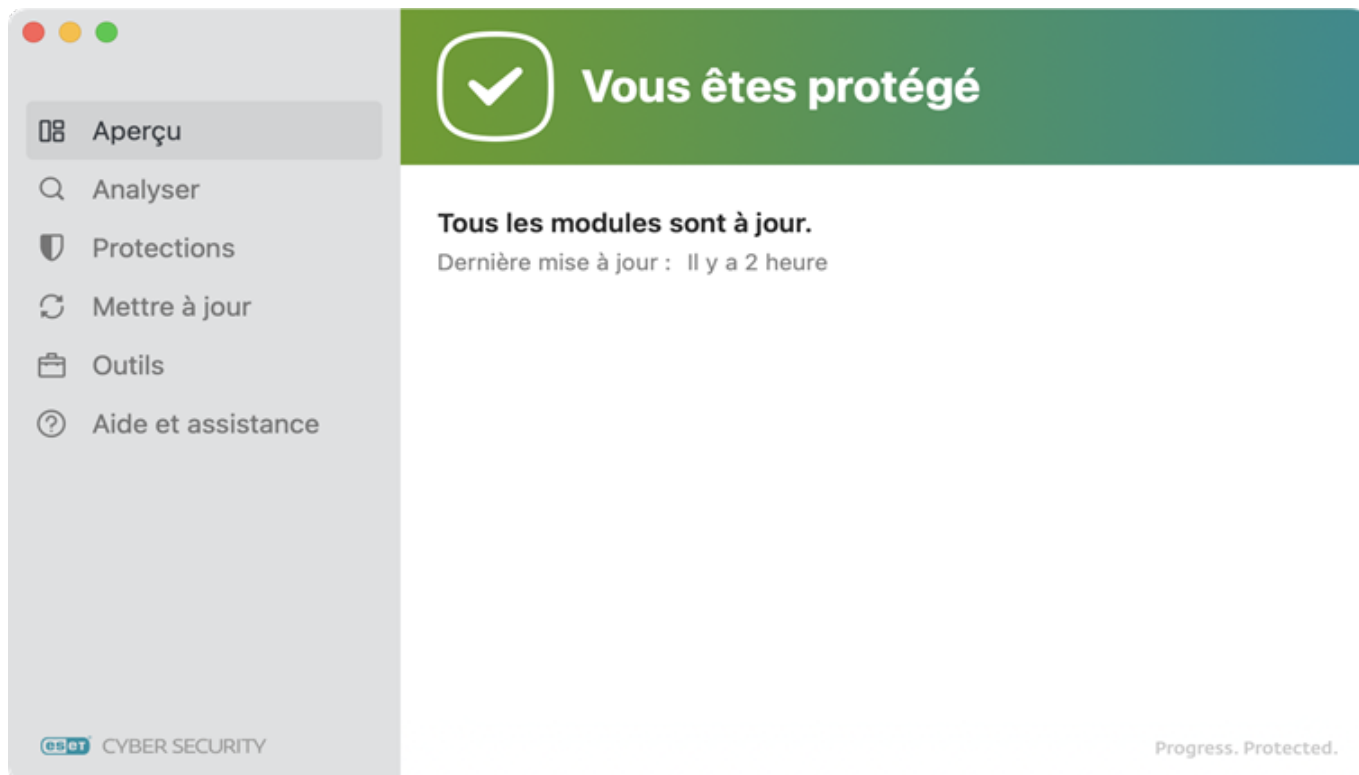 Aperçu
Analyser
Protections
Mettre à jour
Outils
Aide et assistance
eseT CYBER SECURITY
Vous êtes protégé
Tous les modules sont à jour.
Dernière mise à jour : Il y a 2 heure
Progress. Protected.